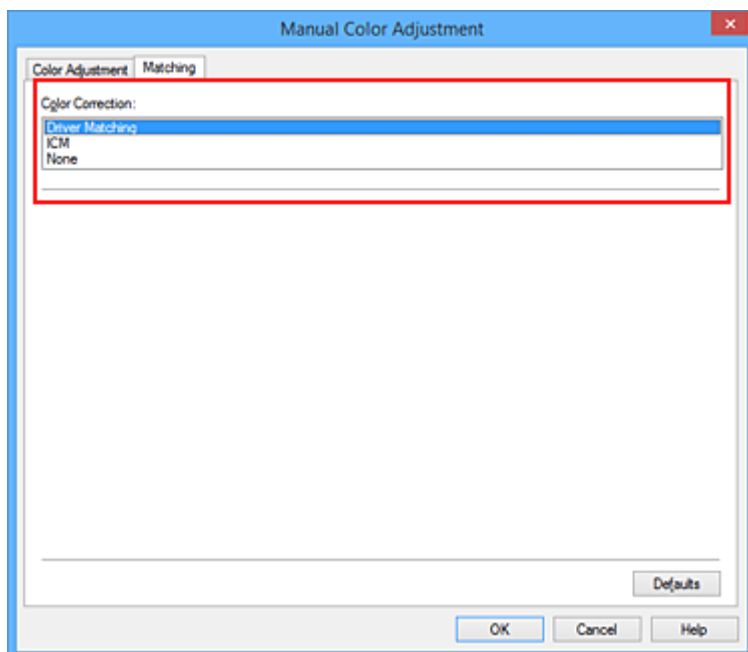 Manual Color Adjustment
Color Adjustment Matching
Color Correction:
Driver Matching
ICM
None
Defaults
OK Cancel Help